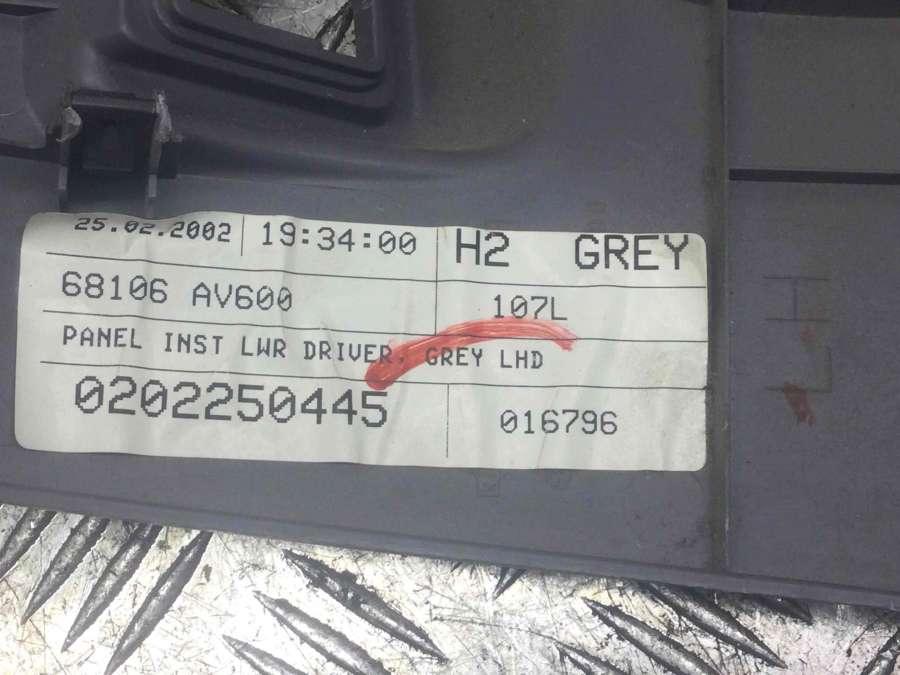 25.02.2002 19:34:00 H2 GREY
68106 AV600 107L
PANEL INST LWR DRIVER, GREY LHD
0202250445 016796